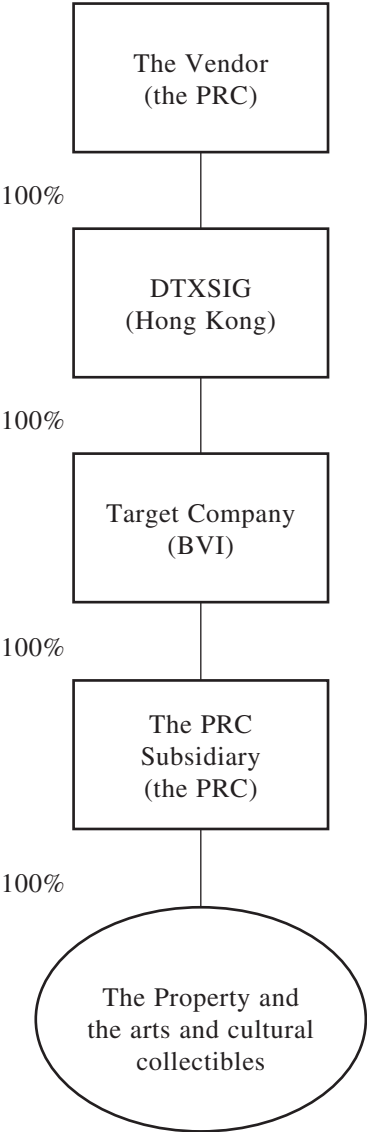 The Vendor
(the PRC)
100%
DTXSIG
(Hong Kong)
100%
Target Company
(BVI)
100%
The PRC
Subsidiary
(the PRC)
100%
The Property and
the arts and cultural
collectibles